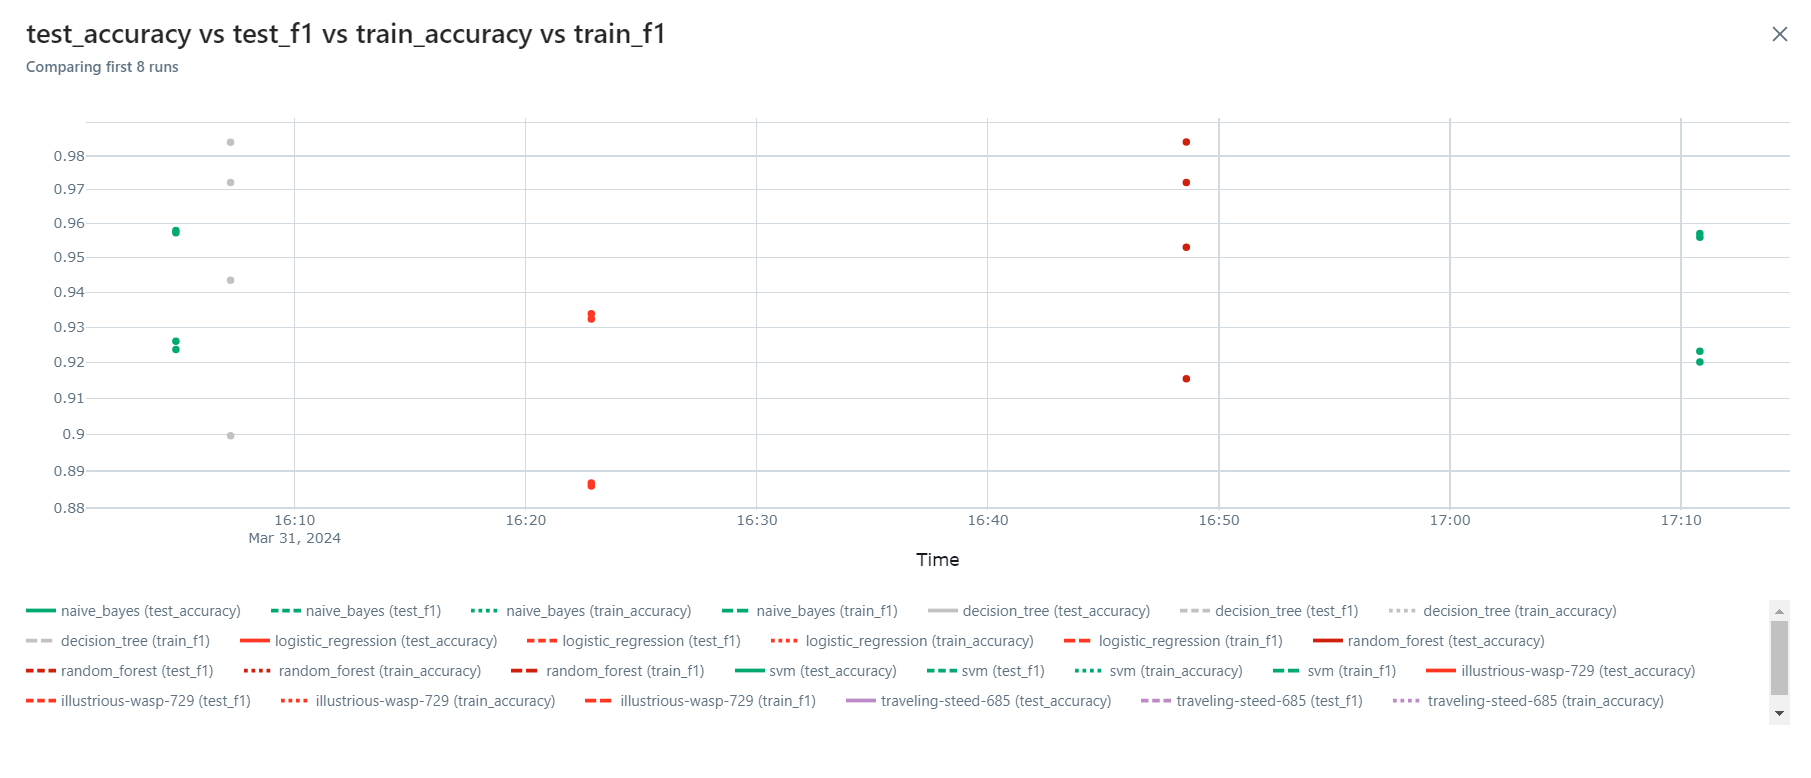 test_accuracy vs test_f1 vs train_accuracy vs train_f1
Comparing first 8 runs
0.98
0.97
0.96
0.95
0.94
0.93
0.92
0.91
0.9
0.89
0.88
16:10 16:20 16:30 16:40 16:50 17:00 17:10
Mar 31, 2024
Time
naive_bayes (test_accuracy) naive_bayes (test_f1) naive_bayes (train_accuracy) naive_bayes (train_f1) decision_tree (test_accuracy) decision_tree (test_f1) decision_tree (train_accuracy)
decision_tree (train_f1) logistic_regression (test_accuracy) logistic_regression (test_f1) logistic_regression (train_accuracy) logistic_regression (train_f1) random_forest (test_accuracy)
random_forest (test_f1) random_forest (train_accuracy) random_forest (train_f1) svm (test_accuracy) svm (test_f1) svm (train_accuracy) svm (train_f1) illustrious-wasp-729 (test_accuracy)
illustrious-wasp-729 (test_f1) illustrious-wasp-729 (train_accuracy) illustrious-wasp-729 (train_f1) traveling-steed-685 (test_accuracy) traveling-steed-685 (test_f1) traveling-steed-685 (train_accuracy)